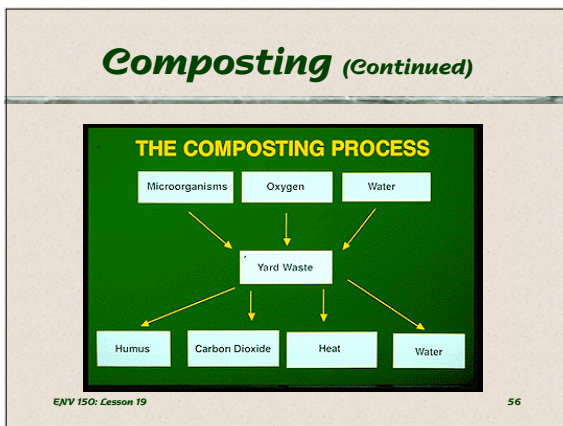 Composting (Continued)
THE COMPOSTING PROCESS
Microorganisms Oxygen Water
Yard Waste
Humus Carbon Dioxide Heat Water
ENV 150: Lesson 19 56